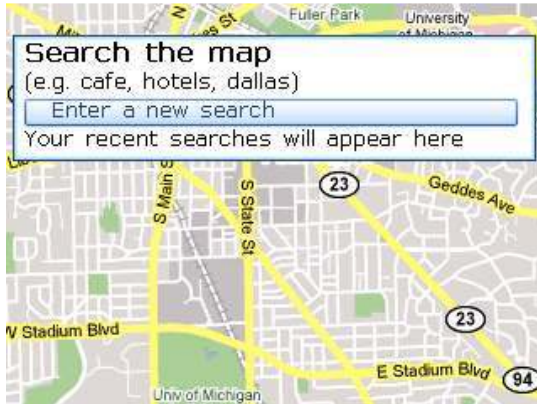 Fuller Park
University
of Michigan
Search the map
(e.g. cafe, hotels, dallas)
Enter a new search
Your recent searches will appear here
S Main S
S State St
23
Geddes Ave
23
W Stadium Blvd
E Stadium Blvd
94
Univ of Michigan